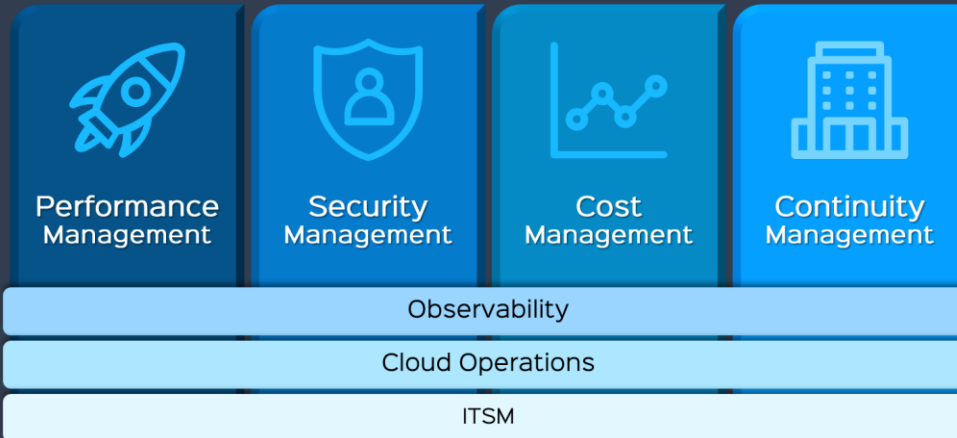 Performance
Management
Security
Management
Cost
Management
Continuity
Management
Observability
Cloud Operations
ITSM